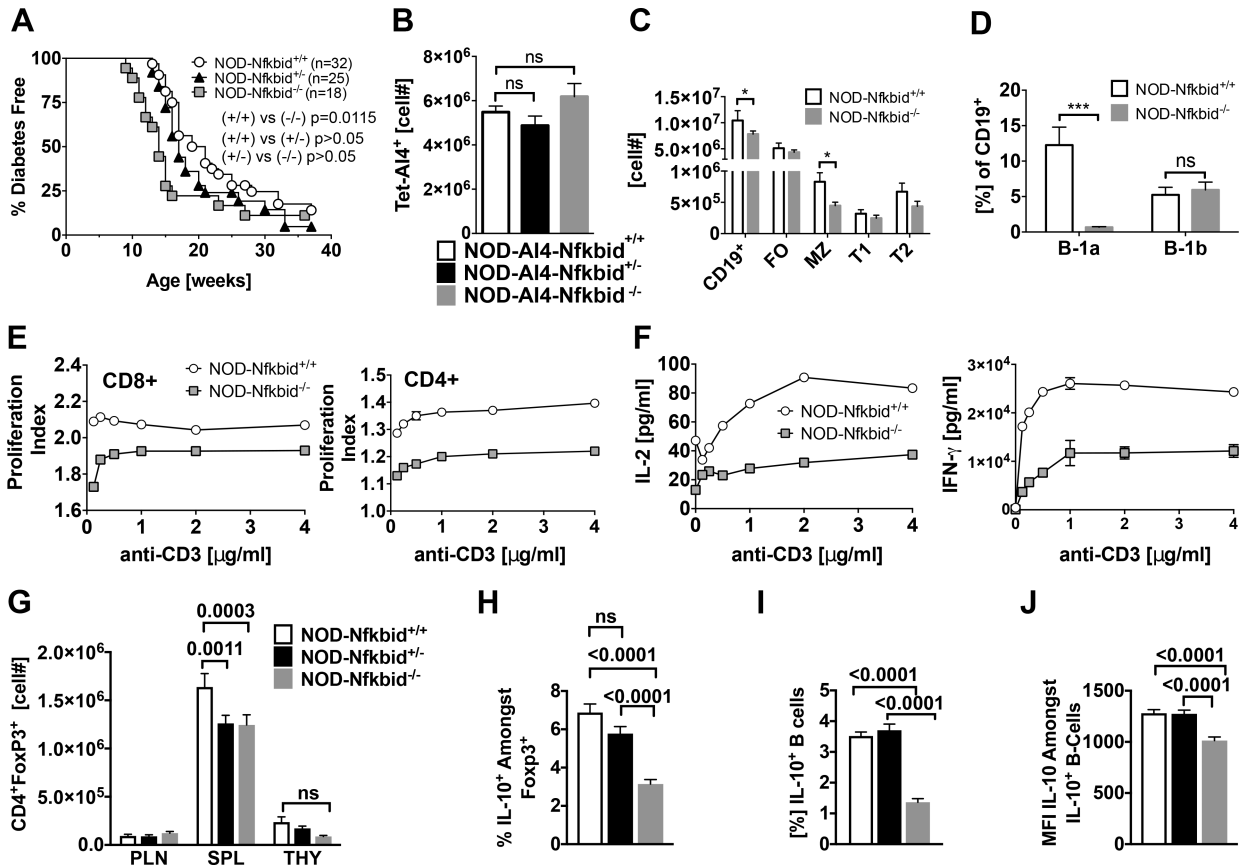 A
% Diabetes Free
100
75
50
25
0
0 10 20 30 40
Age [weeks]
NOD-Nfkbid+/+ (n=32)
NOD-Nfkbid+/- (n=25)
NOD-Nfkbid-/- (n=18)
(+/+) vs (-/-) p=0.0115
(+/+) vs (+/-) p>0.05
(+/-) vs (-/-) p>0.05
B
Tet-AI4+ [cell#]
8×10⁶
6×10⁶
4×10⁶
2×10⁶
0
ns
ns
NOD-AI4-Nfkbid+/+
NOD-AI4-Nfkbid+/-
NOD-AI4-Nfkbid-/-
C
[cell#]
1.5×10⁷
1.0×10⁷
5.0×10⁶
1×10⁶
5×10⁵
0
*
*
NOD-Nfkbid+/+
NOD-Nfkbid-/-
CD19+ FO MZ T1 T2
D
[%] of CD19+
20
15
10
5
0
***
ns
NOD-Nfkbid+/+
NOD-Nfkbid-/-
B-1a B-1b
E
Proliferation
Index
2.4
2.2
2.0
1.8
1.6
CD8+
NOD-Nfkbid+/+
NOD-Nfkbid-/-
0 1 2 3 4
anti-CD3 [µg/ml]
Proliferation
Index
1.5
1.4
1.3
1.2
1.1
1.0
CD4+
0 1 2 3 4
anti-CD3 [µg/ml]
F
IL-2 [pg/ml]
100
80
60
40
20
0
NOD-Nfkbid+/+
NOD-Nfkbid-/-
0 1 2 3 4
anti-CD3 [µg/ml]
IFN-γ [pg/ml]
3×10⁴
2×10⁴
1×10⁴
0
0 1 2 3 4
anti-CD3 [µg/ml]
G
CD4+FoxP3+ [cell#]
2.0×10⁶
1.5×10⁶
1.0×10⁶
5.0×10⁵
0.0
0.0003
0.0011
ns
NOD-Nfkbid+/+
NOD-Nfkbid+/-
NOD-Nfkbid-/-
PLN SPL THY
H
% IL-10+ Amongst
Foxp3+
8
6
4
2
0
ns
<0.0001
<0.0001
I
[%] IL-10+ B cells
5
4
3
2
1
0
<0.0001
<0.0001
J
MFI IL-10 Amongst
IL-10+ B-Cells
1500
1000
500
0
<0.0001
<0.0001